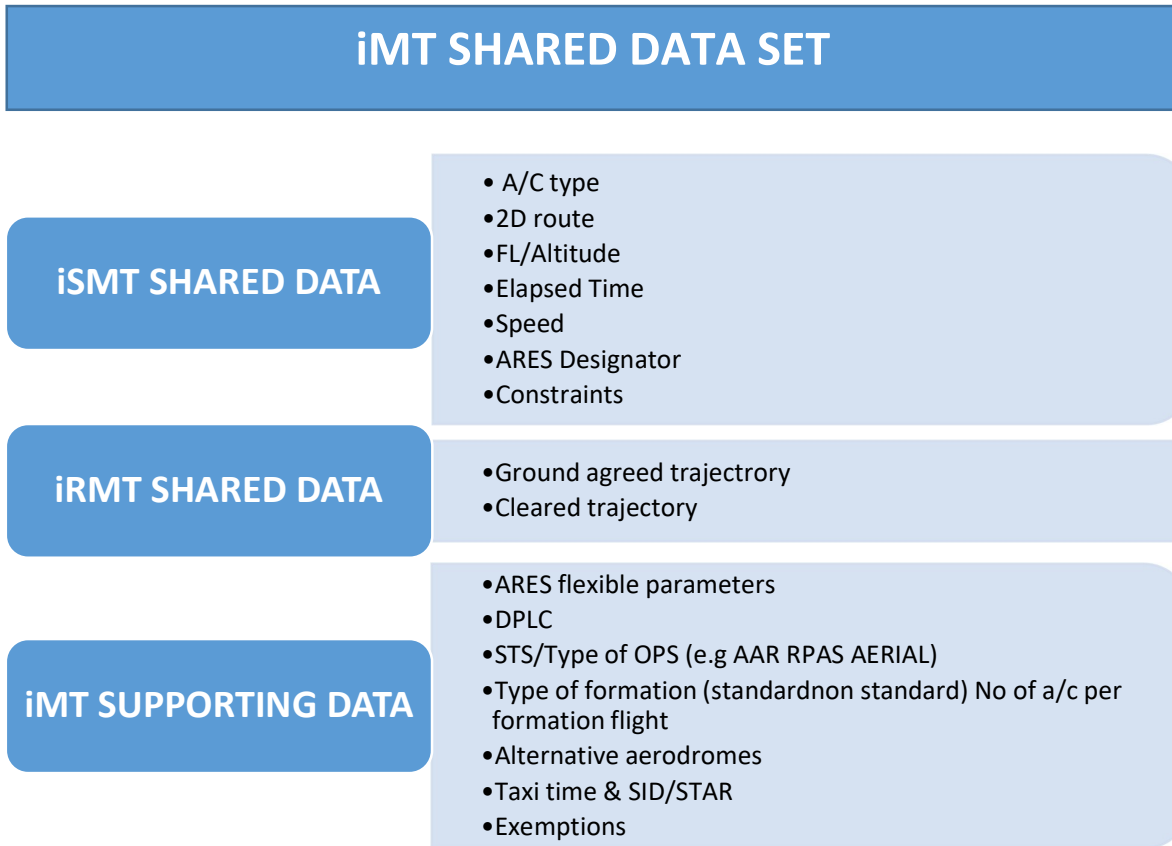 iMT SHARED DATA SET
iSMT SHARED DATA
• A/C type
•2D route
•FL/Altitude
•Elapsed Time
•Speed
•ARES Designator
•Constraints
iRMT SHARED DATA
•Ground agreed trajectrory
•Cleared trajectory
iMT SUPPORTING DATA
•ARES flexible parameters
•DPLC
•STS/Type of OPS (e.g AAR RPAS AERIAL)
•Type of formation (standardnon standard) No of a/c per
formation flight
•Alternative aerodromes
•Taxi time & SID/STAR
•Exemptions